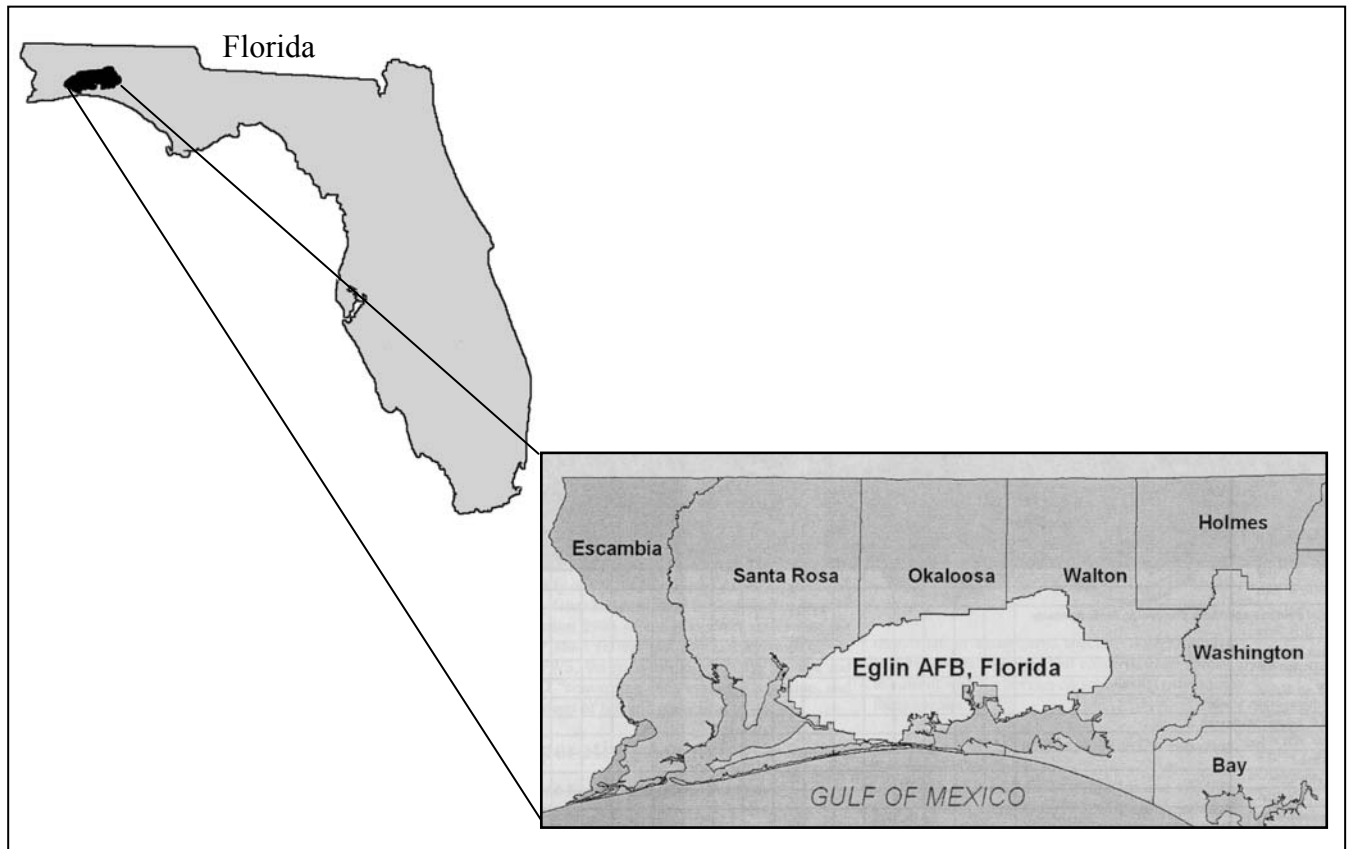 Florida
Holmes
Escambia
Santa Rosa
Okaloosa
Walton
Washington
Eglin AFB, Florida
Bay
GULF OF MEXICO